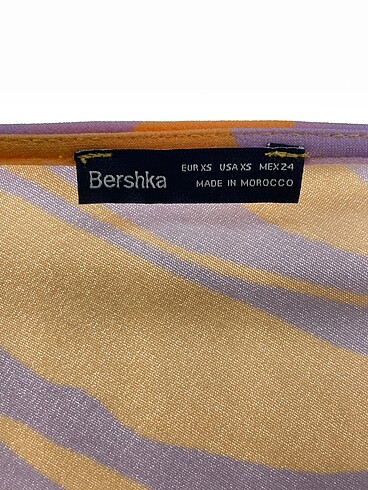 Bershka
EUR XS USA XS MEX 24
MADE IN MOROCCO